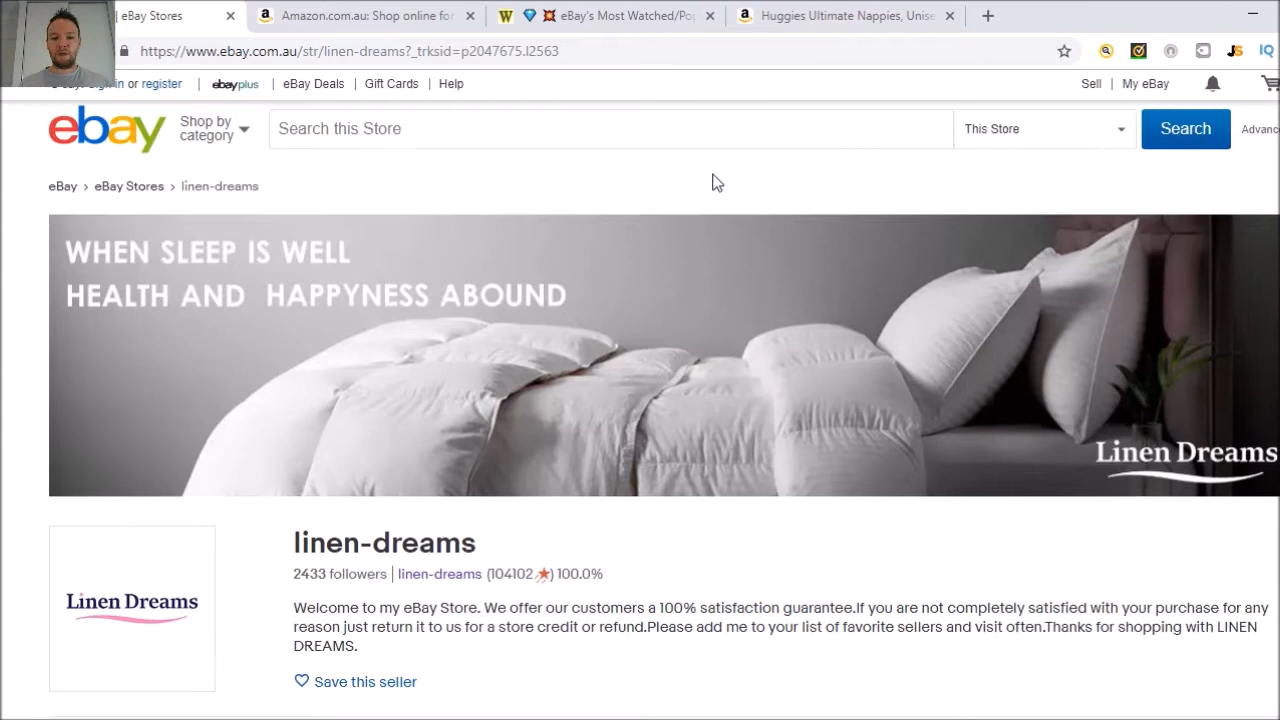 eBay Stores
Amazon.com.au: Shop online for
eBay's Most Watched/Po
Huggies Ultimate Nappies, Unise
https://www.ebay.com.au/str/linen-dreams?_trksid=p2047675.l2563
in or register | ebayplus | eBay Deals | Gift Cards | Help
Sell | My eBay
ebay
Shop by
category
Search this Store
This Store
Search
Advanc
eBay > eBay Stores > linen-dreams
WHEN SLEEP IS WELL
HEALTH AND HAPPYNESS ABOUND
Linen Dreams
Linen Dreams
linen-dreams
2433 followers | linen-dreams (104102) 100.0%
Welcome to my eBay Store. We offer our customers a 100% satisfaction guarantee.If you are not completely satisfied with your purchase for any
reason just return it to us for a store credit or refund.Please add me to your list of favorite sellers and visit often.Thanks for shopping with LINEN
DREAMS.
Save this seller